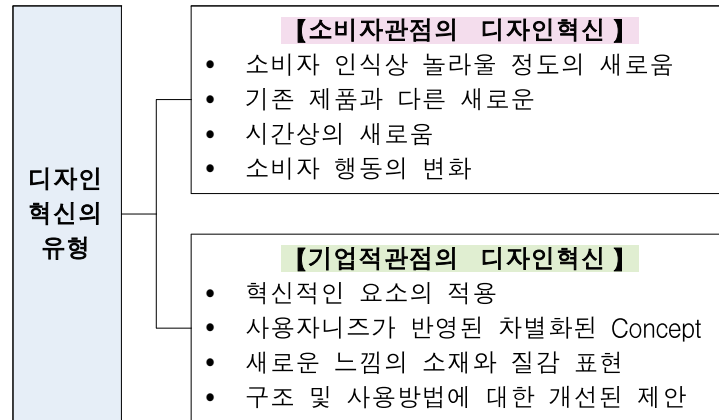 디자인
혁신의
유형
【소비자관점의 디자인혁신】
• 소비자 인식상 놀라울 정도의 새로움
• 기존 제품과 다른 새로운
• 시간상의 새로움
• 소비자 행동의 변화
【기업적관점의 디자인혁신】
• 혁신적인 요소의 적용
• 사용자니즈가 반영된 차별화된 Concept
• 새로운 느낌의 소재와 질감 표현
• 구조 및 사용방법에 대한 개선된 제안